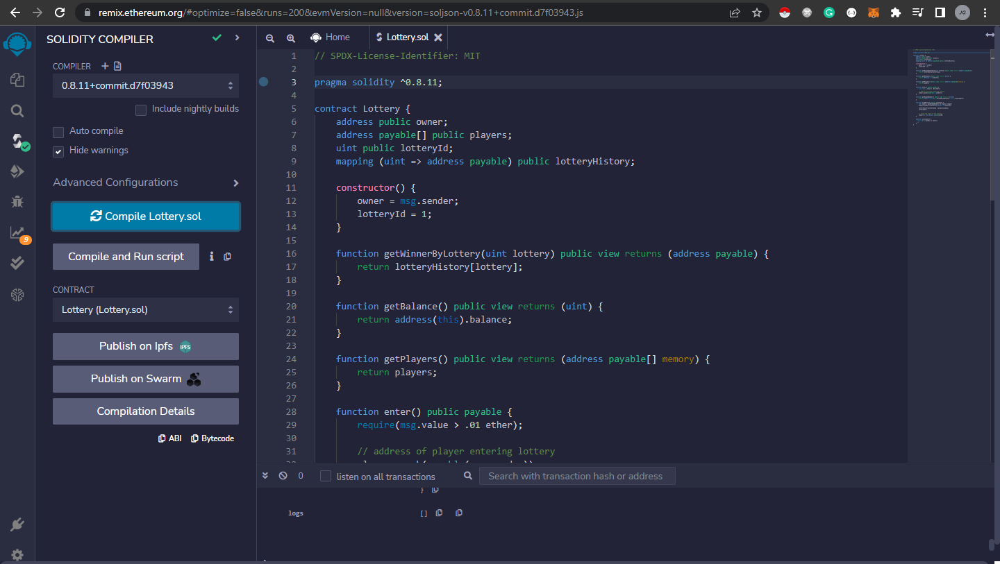 remix.ethereum.org/#optimize=false&runs=200&evmVersion=null&version=soljson-v0.8.11+commit.d7f03943.js
JG
SOLIDITY COMPILER
COMPILER
0.8.11+commit.d7f03943
Include nightly builds
Auto compile
Hide warnings
Advanced Configurations
Compile Lottery.sol
Compile and Run script
CONTRACT
Lottery (Lottery.sol)
Publish on Ipfs IPFS
Publish on Swarm
Compilation Details
ABI Bytecode
9
Home Lottery.sol
1 // SPDX-License-Identifier: MIT
2
3 pragma solidity ^0.8.11;
4
5 contract Lottery {
6 address public owner;
7 address payable[] public players;
8 uint public lotteryId;
9 mapping (uint => address payable) public lotteryHistory;
10
11 constructor() {
12 owner = msg.sender;
13 lotteryId = 1;
14 }
15
16 function getWinnerByLottery(uint lottery) public view returns (address payable) {
17 return lotteryHistory[lottery];
18 }
19
20 function getBalance() public view returns (uint) {
21 return address(this).balance;
22 }
23
24 function getPlayers() public view returns (address payable[] memory) {
25 return players;
26 }
27
28 function enter() public payable {
29 require(msg.value > .01 ether);
30
31 // address of player entering lottery
0 listen on all transactions Search with transaction hash or address
}
logs []